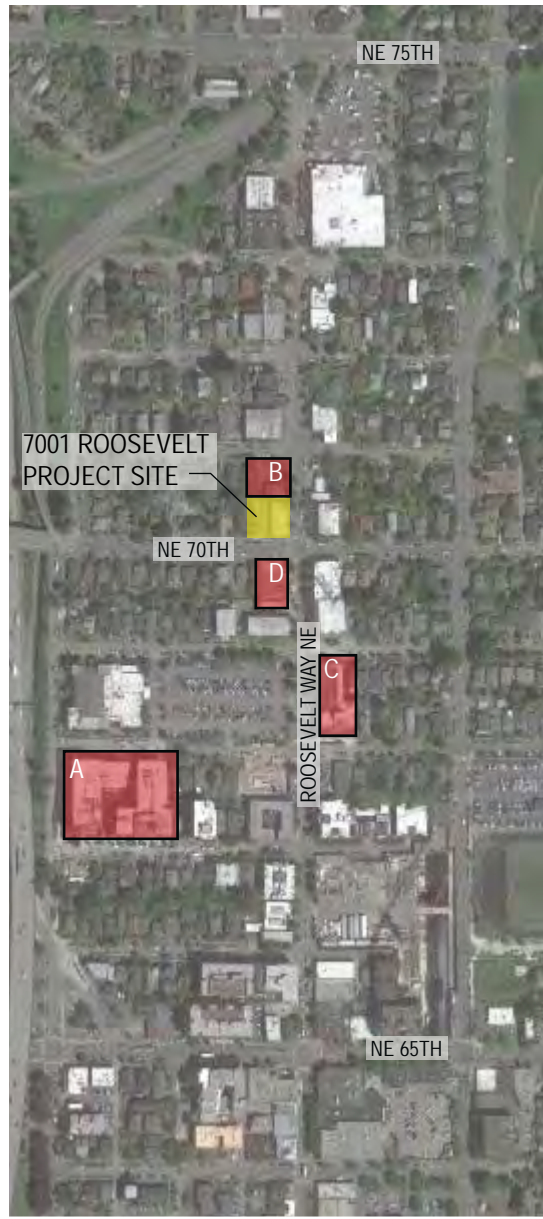 NE 75TH
7001 ROOSEVELT
PROJECT SITE
B
NE 70TH
D
ROOSEVELT WAY NE
C
A
NE 65TH